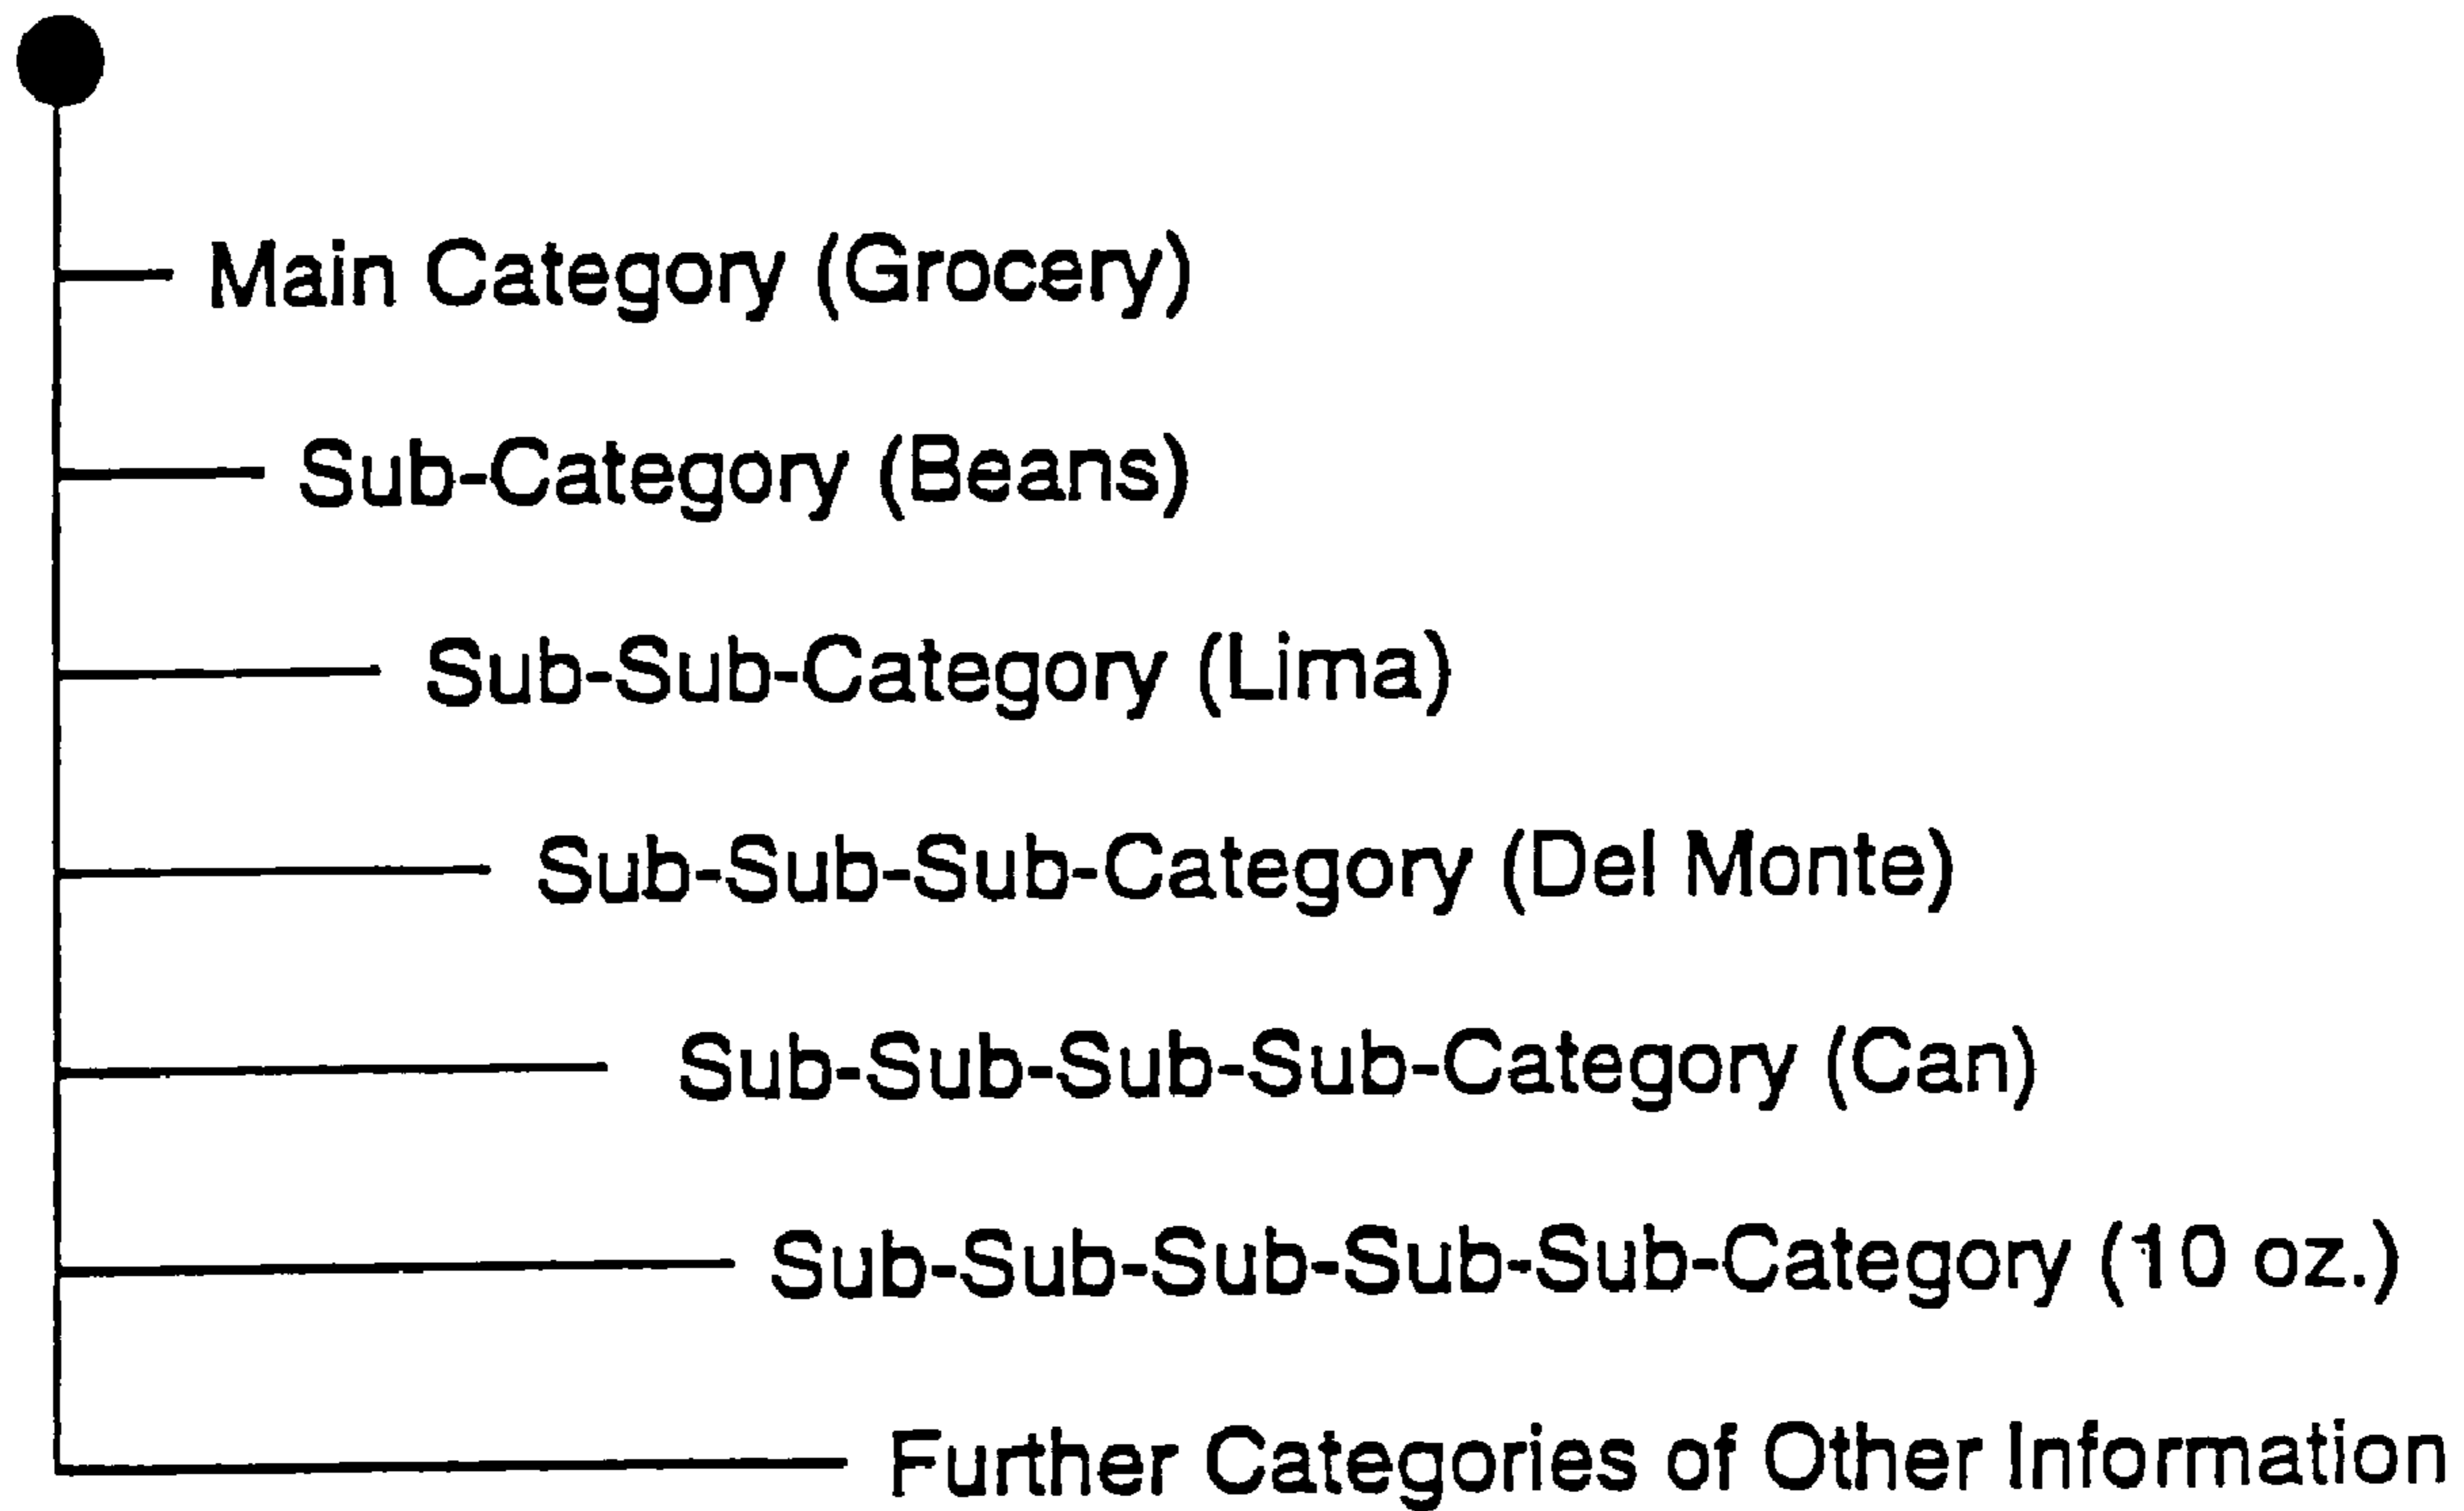 Main Category (Grocery)
Sub-Category (Beans)
Sub-Sub-Category (Lima)
Sub-Sub-Sub-Category (Del Monte)
Sub-Sub-Sub-Sub-Category (Can)
Sub-Sub-Sub-Sub-Sub-Category (10 oz.)
Further Categories of Other Information